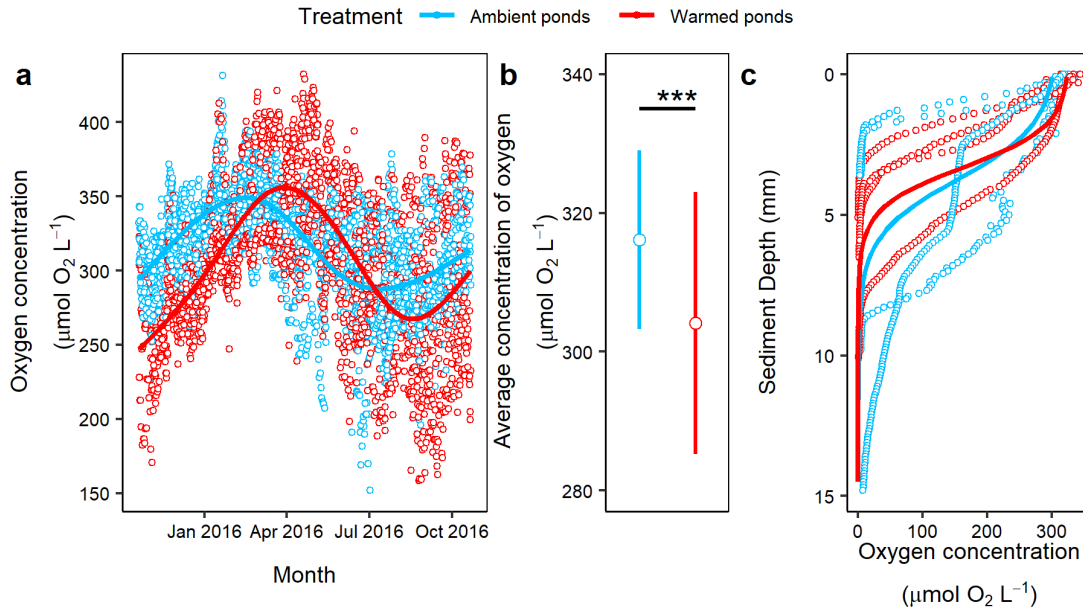 Treatment Ambient ponds Warmed ponds
a
Oxygen concentration
(µmol O₂ L⁻¹)
400
350
300
250
200
150
Jan 2016 Apr 2016 Jul 2016 Oct 2016
Month
b
Average concentration of oxygen
(µmol O₂ L⁻¹)
340
320
300
280
***
c
Sediment Depth (mm)
0
5
10
15
0 100 200 300
Oxygen concentration
(µmol O₂ L⁻¹)